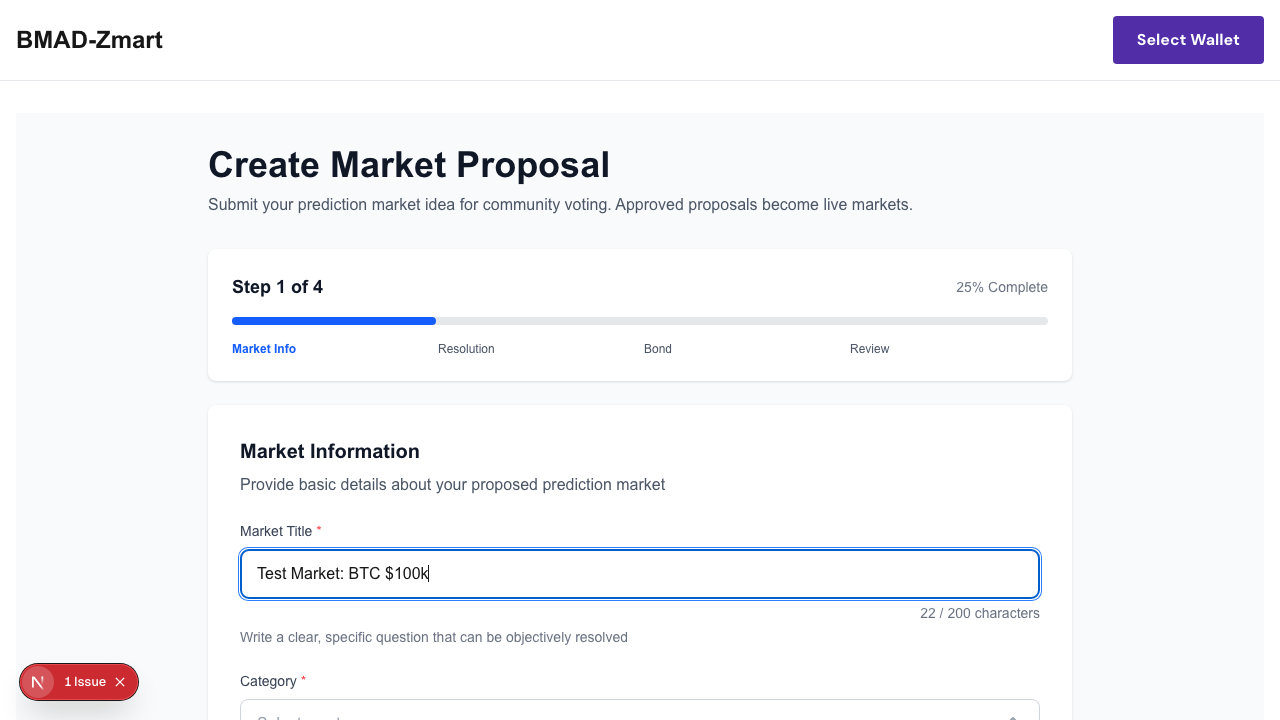 BMAD-Zmart
Select Wallet
Create Market Proposal
Submit your prediction market idea for community voting. Approved proposals become live markets.
Step 1 of 4
25% Complete
Market Info
Resolution
Bond
Review
Market Information
Provide basic details about your proposed prediction market
Market Title *
Test Market: BTC $100k
22 / 200 characters
Write a clear, specific question that can be objectively resolved
Category *
N 1 Issue